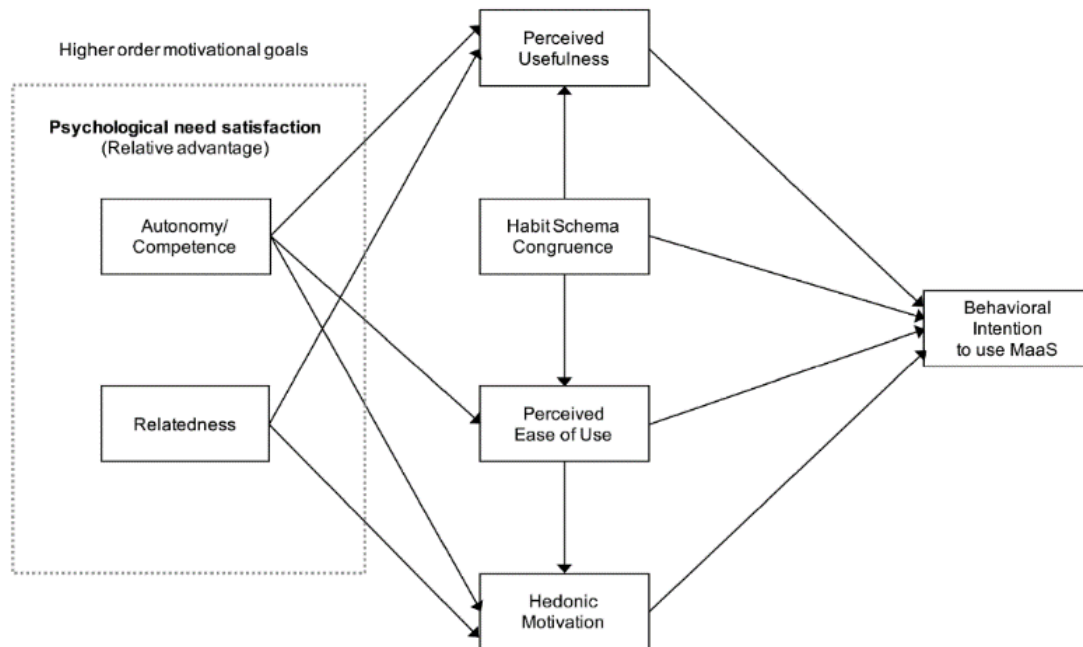 Higher order motivational goals
Psychological need satisfaction
(Relative advantage)
Autonomy/
Competence
Relatedness
Perceived
Usefulness
Habit Schema
Congruence
Perceived
Ease of Use
Hedonic
Motivation
Behavioral
Intention
to use MaaS